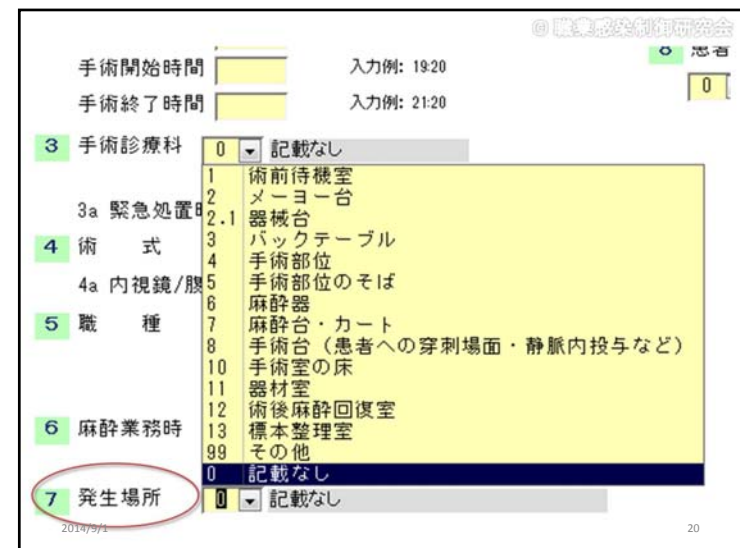 © 職業感染制御研究会
8 患者
手術開始時間 入力例: 19:20
0
手術終了時間 入力例: 21:20
3 手術診療科 0 記載なし
1 術前待機室
2 メーヨー台
3a 緊急処置
2.1 器械台
3 バックテーブル
4 術 式
4 手術部位
4a 内視鏡/腹
5 手術部位のそば
6 麻酔器
5 職 種
7 麻酔台・カート
8 手術台（患者への穿刺場面・静脈内投与など）
10 手術室の床
11 器材室
12 術後麻酔回復室
6 麻酔業務時
13 標本整理室
99 その他
0 記載なし
7 発生場所 0 記載なし
2014/9/1
20